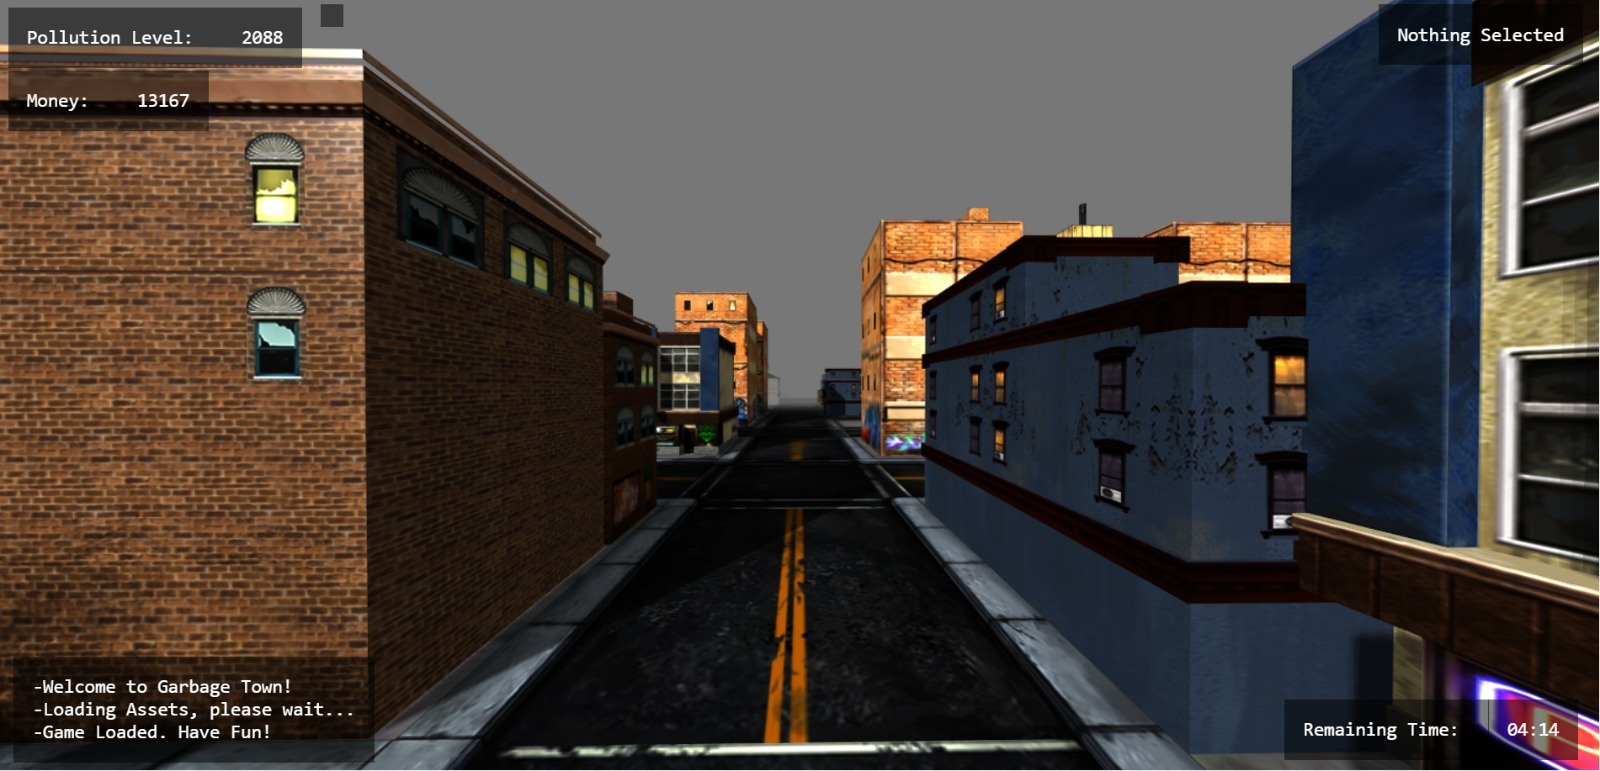 Pollution Level: 2088
Nothing Selected
Money: 13167
-Welcome to Garbage Town!
-Loading Assets, please wait...
-Game Loaded. Have Fun!
Remaining Time: 04:14